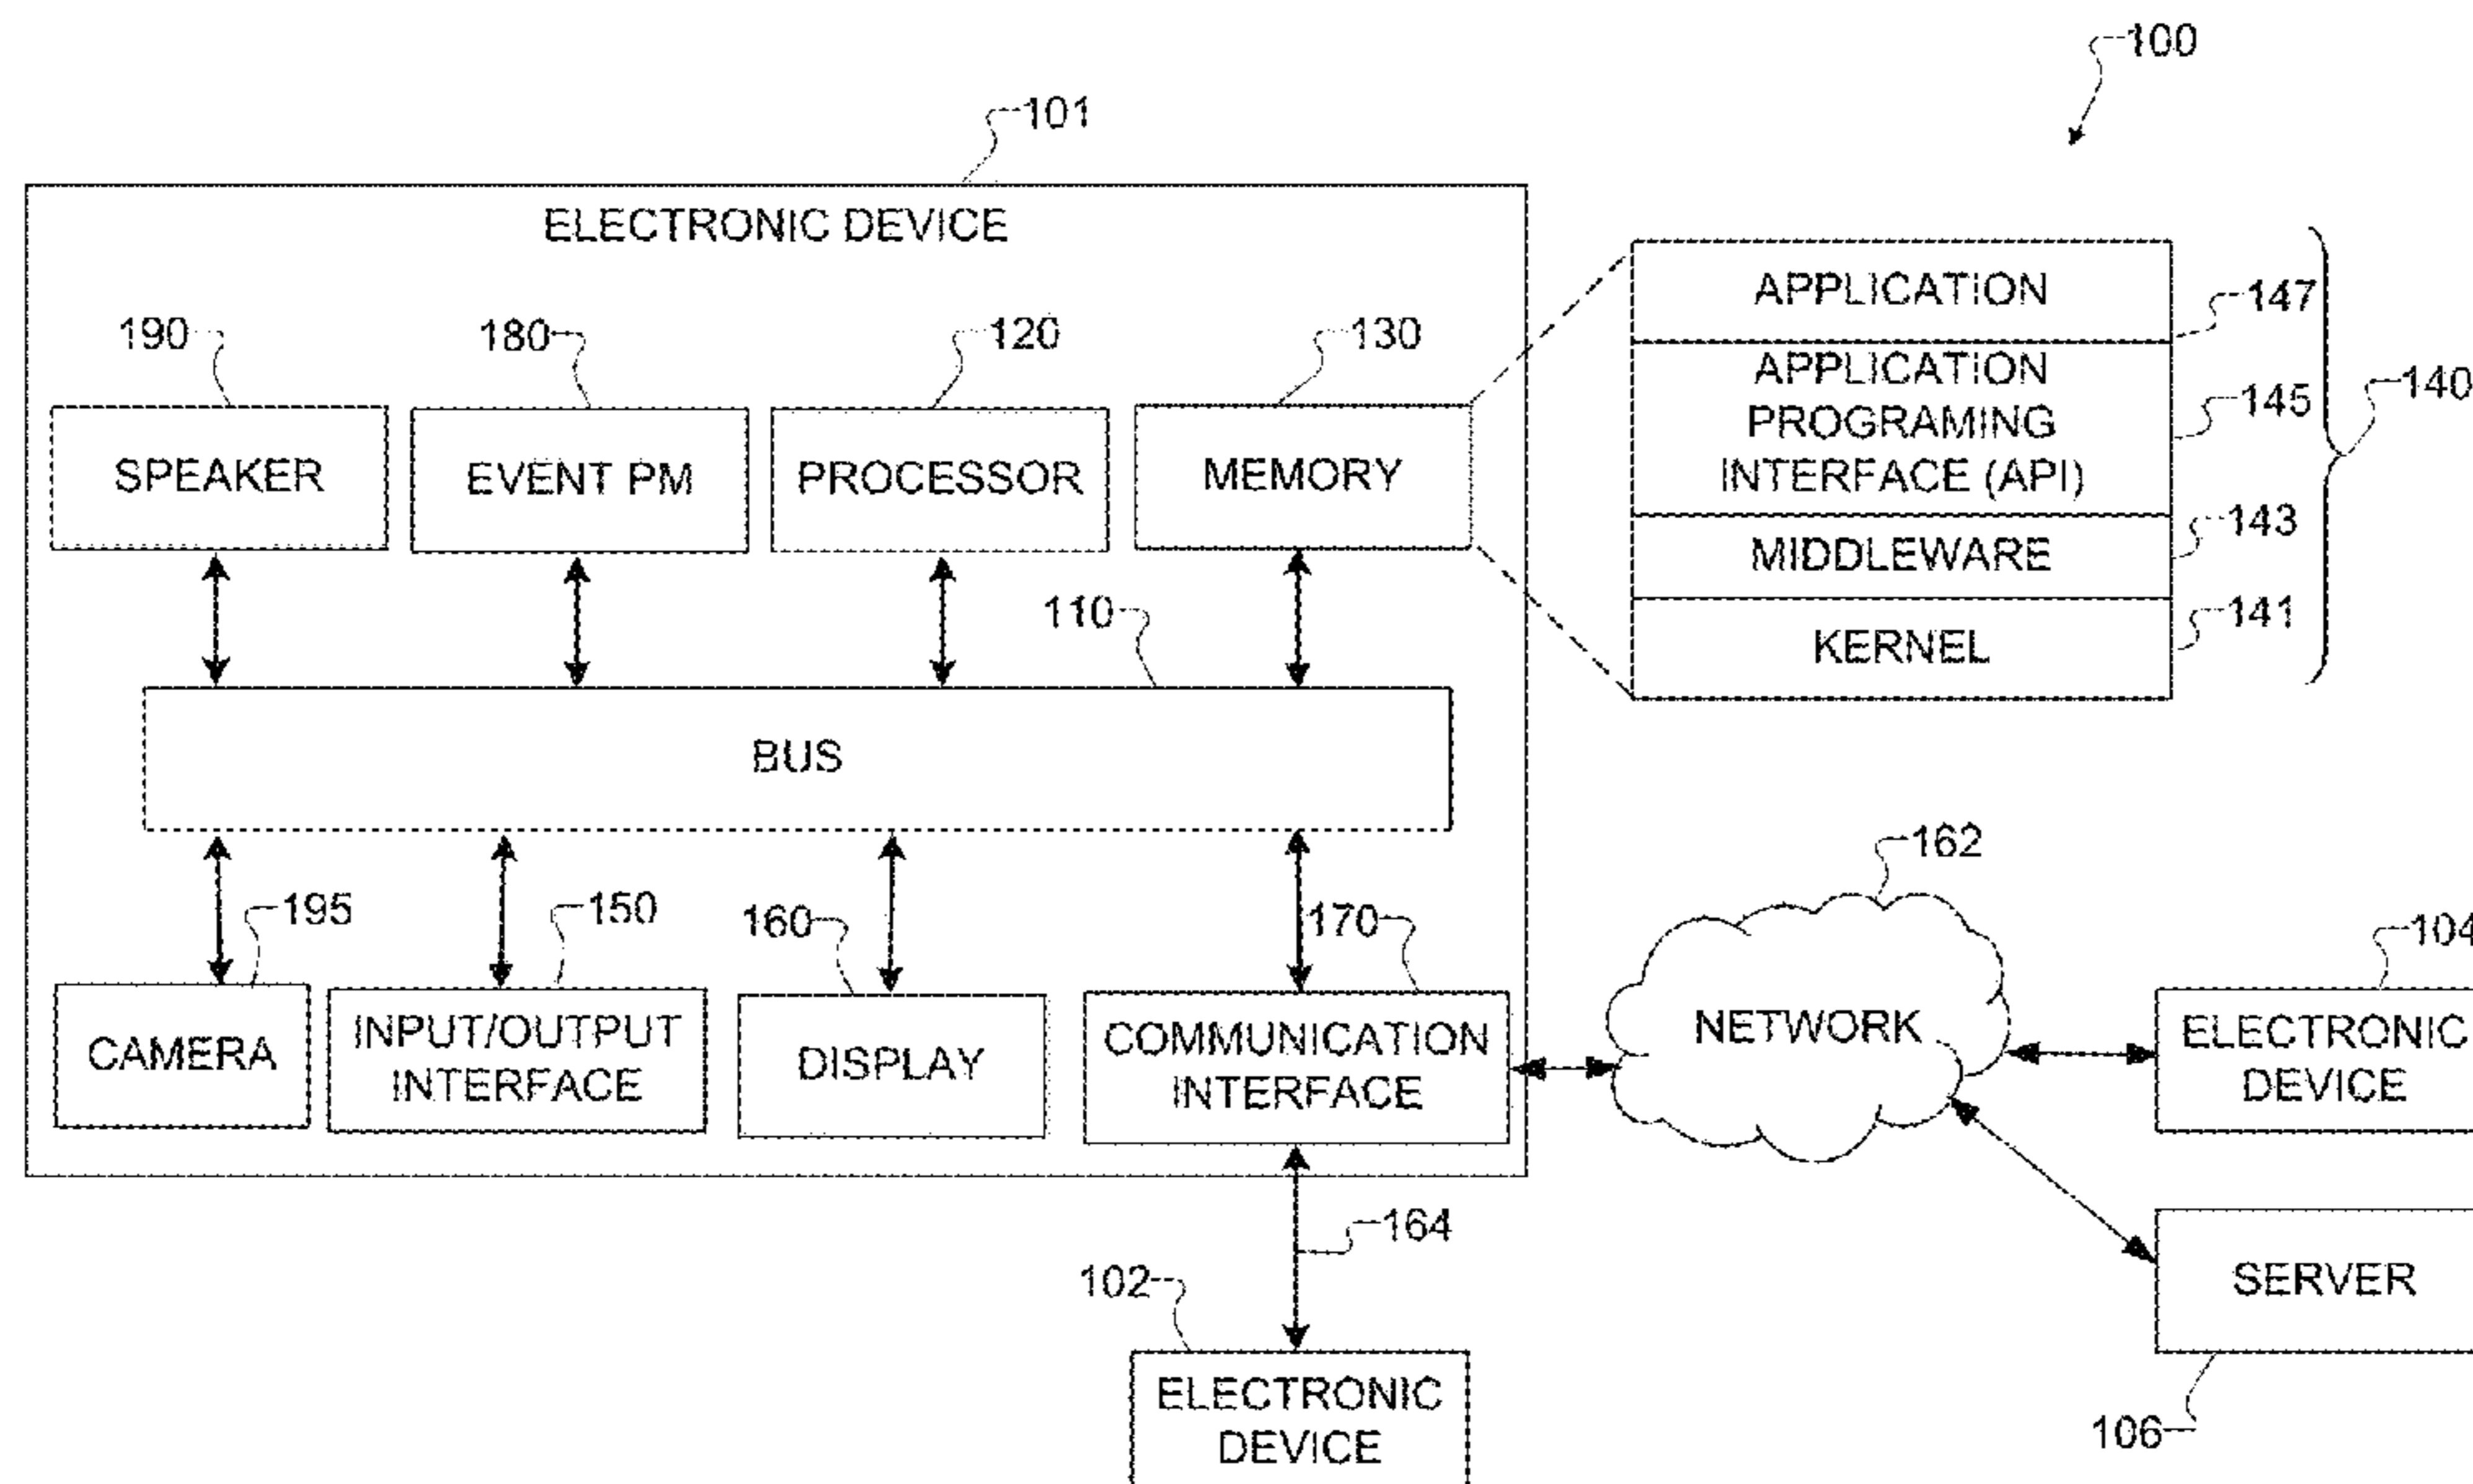 100
101
ELECTRONIC DEVICE
190
180
120
130
SPEAKER
EVENT PM
PROCESSOR
MEMORY
APPLICATION
147
APPLICATION
PROGRAMING
INTERFACE (API)
145
140
MIDDLEWARE
143
KERNEL
141
110
BUS
195
150
160
170
CAMERA
INPUT/OUTPUT
INTERFACE
DISPLAY
COMMUNICATION
INTERFACE
162
NETWORK
104
ELECTRONIC
DEVICE
164
102
ELECTRONIC
DEVICE
SERVER
106